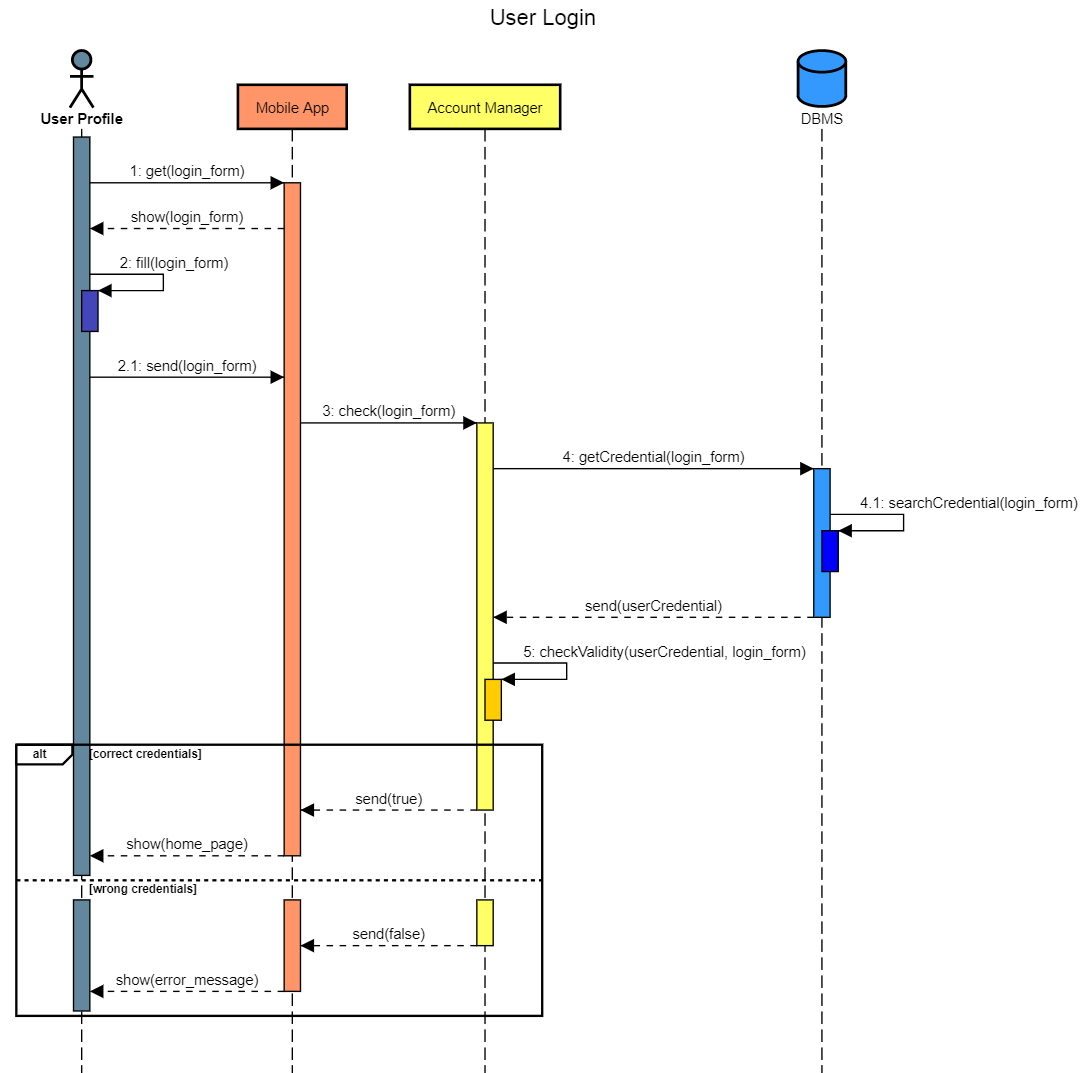 User Login
User Profile
Mobile App
Account Manager
DBMS
1: get(login_form)
show(login_form)
2: fill(login_form)
2.1: send(login_form)
3: check(login_form)
4: getCredential(login_form)
4.1: searchCredential(login_form)
send(userCredential)
5: checkValidity(userCredential, login_form)
alt
[correct credentials]
send(true)
show(home_page)
[wrong credentials]
send(false)
show(error_message)